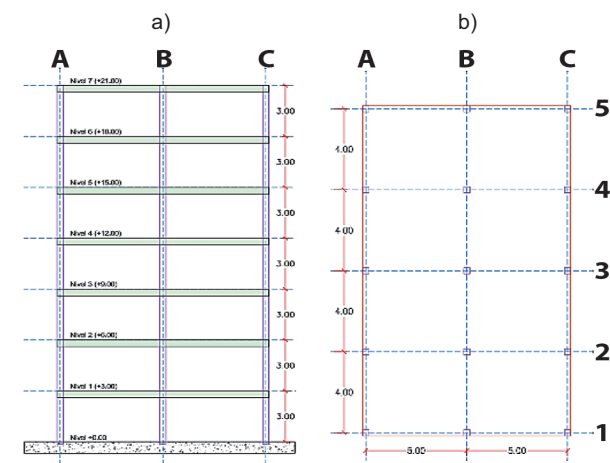 a)
A B C
Nivel 7 (+21.00)
3.00
Nivel 6 (+18.00)
3.00
Nivel 5 (+15.00)
3.00
Nivel 4 (+12.00)
3.00
Nivel 3 (+9.00)
3.00
Nivel 2 (+6.00)
3.00
Nivel 1 (+3.00)
3.00
Nivel +0.00
b)
A B C
5
4.00
4
4.00
3
4.00
2
4.00
1
5.00 5.00